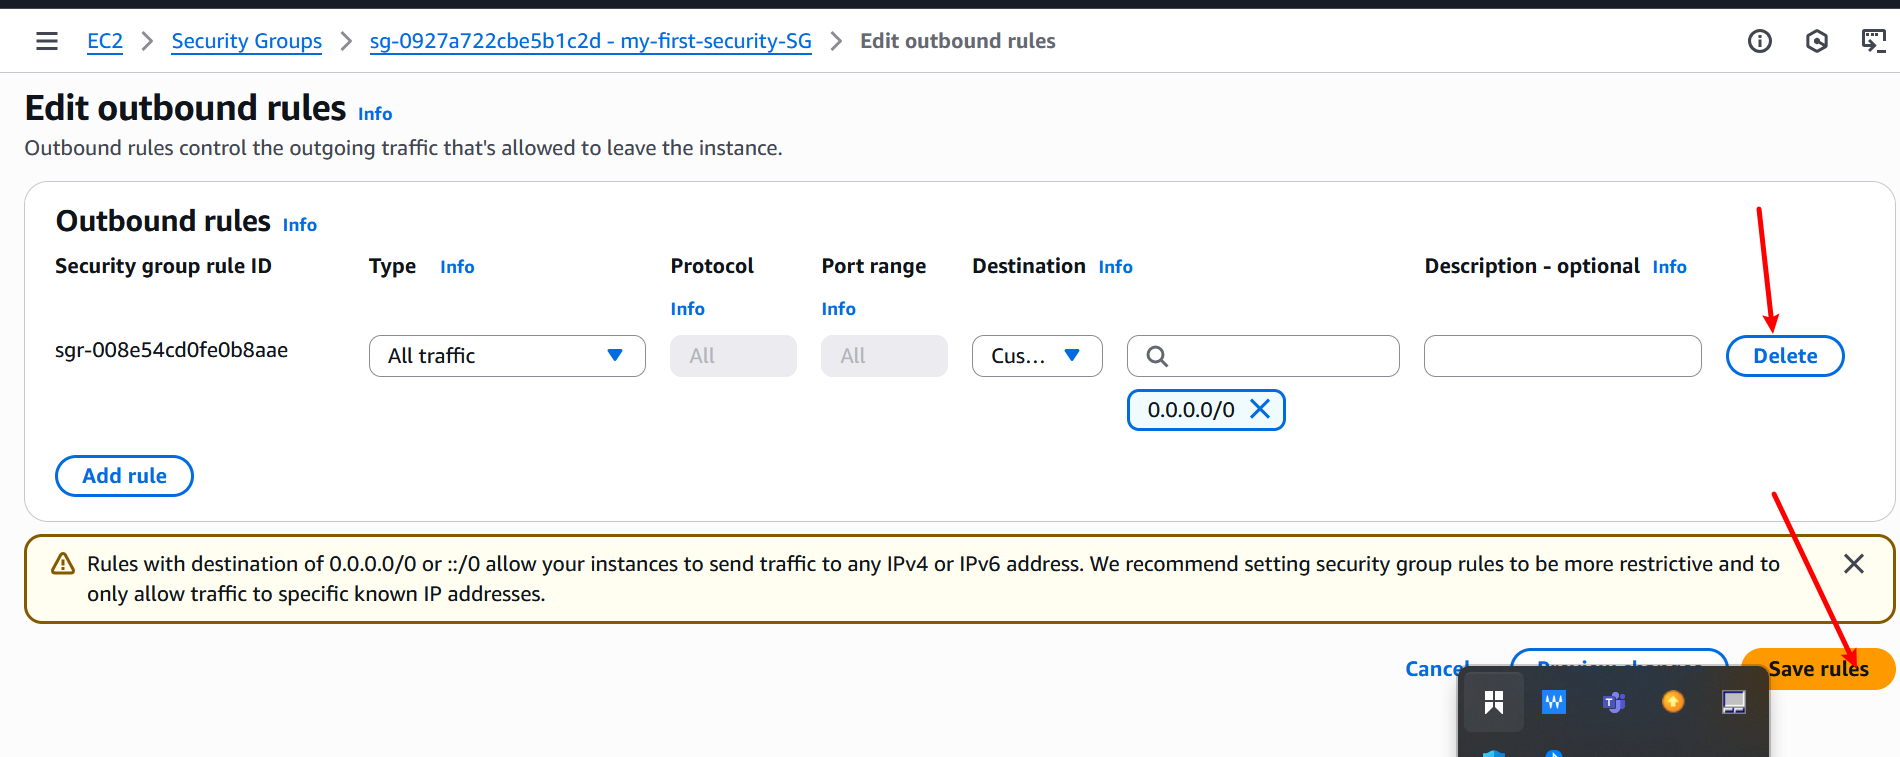 EC2 > Security Groups > sg-0927a722cbe5b1c2d - my-first-security-SG > Edit outbound rules
Edit outbound rules Info
Outbound rules control the outgoing traffic that's allowed to leave the instance.
Outbound rules Info
Security group rule ID Type Info Protocol Port range Destination Info Description - optional Info
Info Info
sgr-008e54cd0fe0b8aae All traffic All All Cus... Delete
0.0.0.0/0
Add rule
Rules with destination of 0.0.0.0/0 or ::/0 allow your instances to send traffic to any IPv4 or IPv6 address. We recommend setting security group rules to be more restrictive and to
only allow traffic to specific known IP addresses.
Cancel Preview changes Save rules